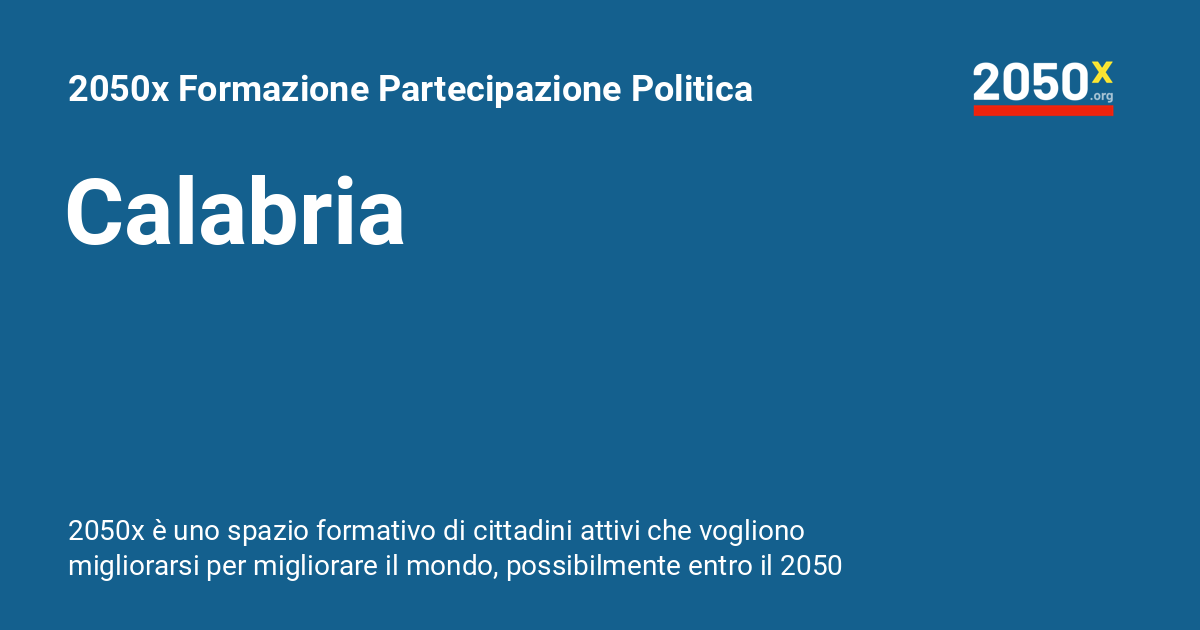 2050x Formazione Partecipazione Politica
2050x
.org
Calabria
2050x è uno spazio formativo di cittadini attivi che vogliono
migliorarsi per migliorare il mondo, possibilmente entro il 2050